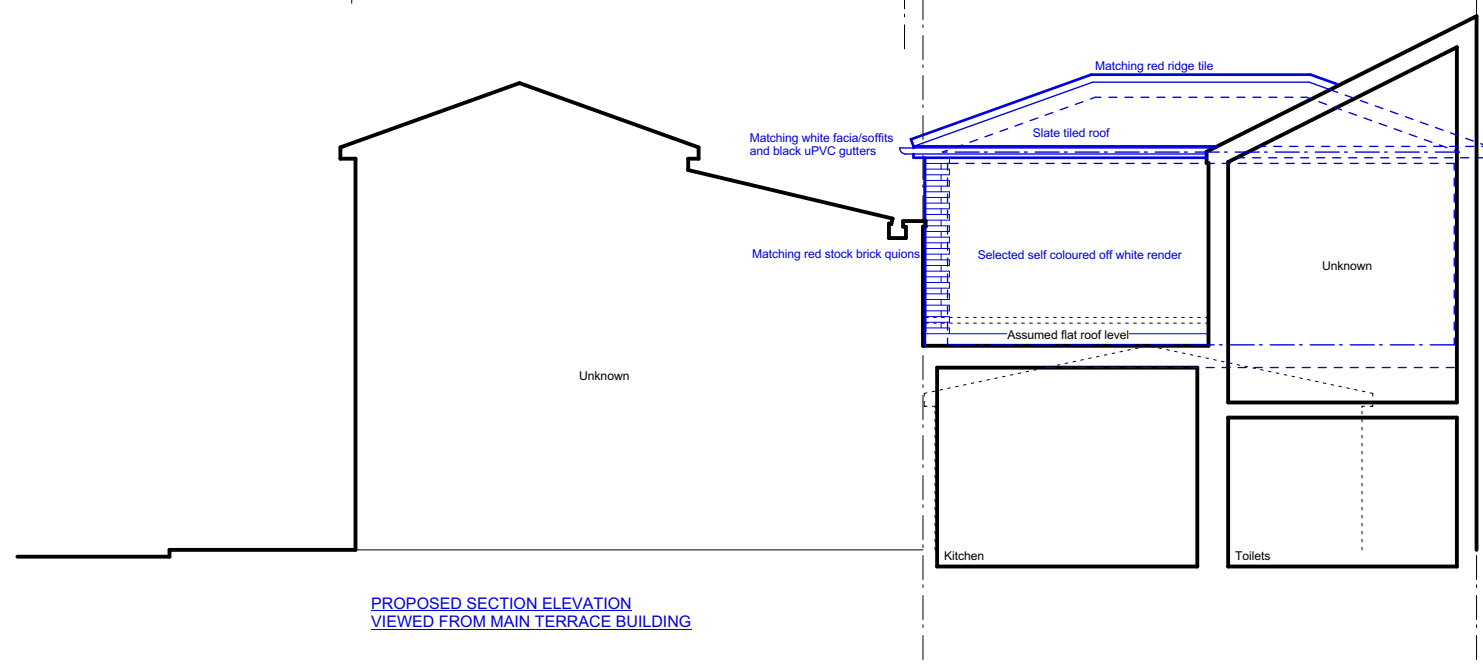 Matching red ridge tile
Matching white facia/soffits
and black uPVC gutters
Slate tiled roof
Matching red stock brick quions
Selected self coloured off white render
Unknown
Assumed flat roof level
Unknown
Kitchen
Toilets
PROPOSED SECTION ELEVATION
VIEWED FROM MAIN TERRACE BUILDING